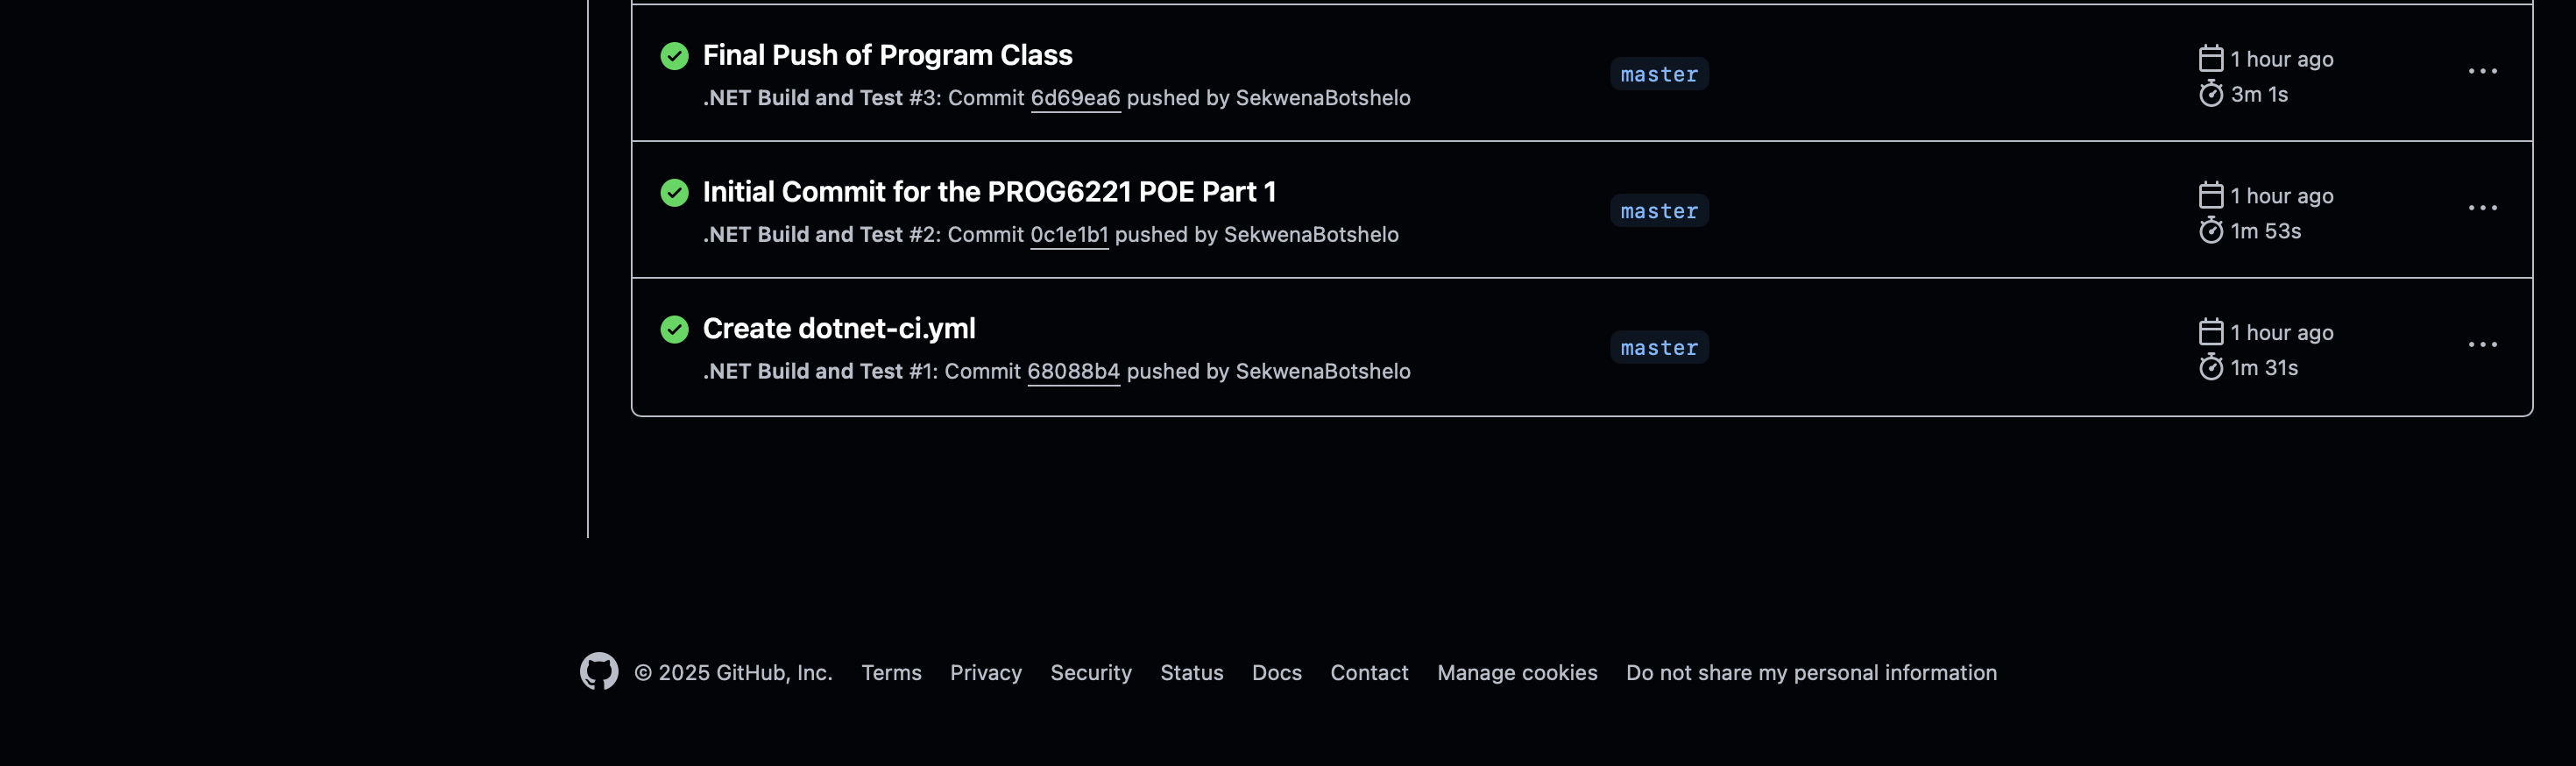 Final Push of Program Class
.NET Build and Test #3: Commit 6d69ea6 pushed by SekwenaBotshelo
master
1 hour ago
3m 1s
Initial Commit for the PROG6221 POE Part 1
.NET Build and Test #2: Commit 0c1e1b1 pushed by SekwenaBotshelo
master
1 hour ago
1m 53s
Create dotnet-ci.yml
.NET Build and Test #1: Commit 68088b4 pushed by SekwenaBotshelo
master
1 hour ago
1m 31s
© 2025 GitHub, Inc. Terms Privacy Security Status Docs Contact Manage cookies Do not share my personal information